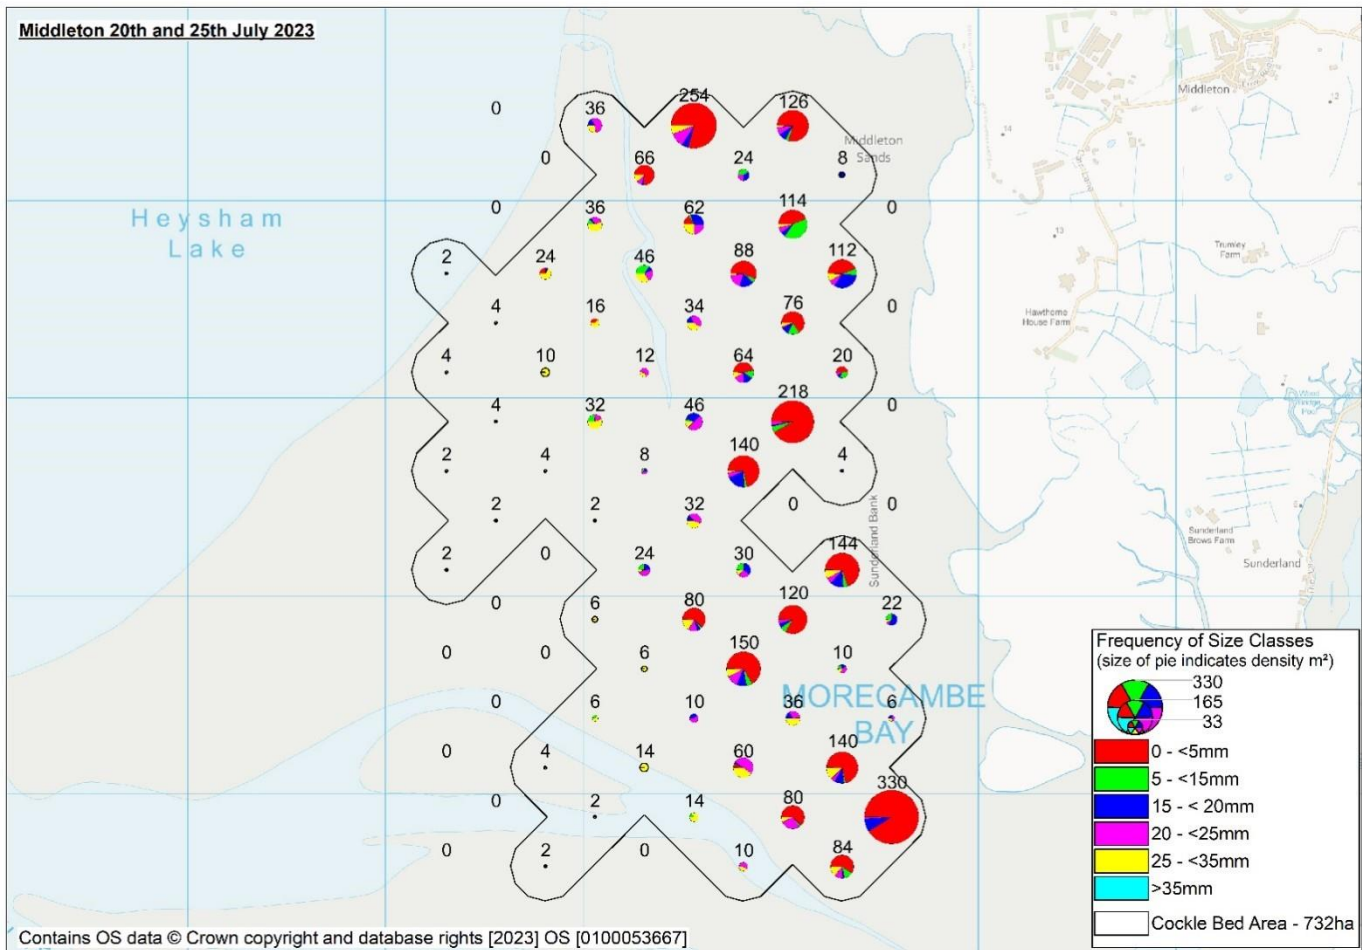 Middleton 20th and 25th July 2023
0 36 254 126
0 66 24 8
0 36 62 114 0
2 24 46 88 112
4 16 34 76 0
4 10 12 64 20
4 32 46 218 0
2 4 8 140 4
2 2 32 0 0
2 0 24 30 144
0 6 80 120 22
0 0 6 150 10
0 6 10 36 6
0 4 14 60 140
0 2 14 80 330
0 2 0 10 84
Heysham
Lake
Middleton
Sands
Middleton
13
14
13
Trumley
Farm
Hawthorne
House Farm
7
Pool
6
Sunderland
Brows Farm
Sunderland
Sunderland Bank
MORECAMBE
BAY
Frequency of Size Classes
(size of pie indicates density m²)
330
165
33
0 - <5mm
5 - <15mm
15 - < 20mm
20 - <25mm
25 - <35mm
>35mm
Cockle Bed Area - 732ha
Contains OS data © Crown copyright and database rights [2023] OS [0100053667]